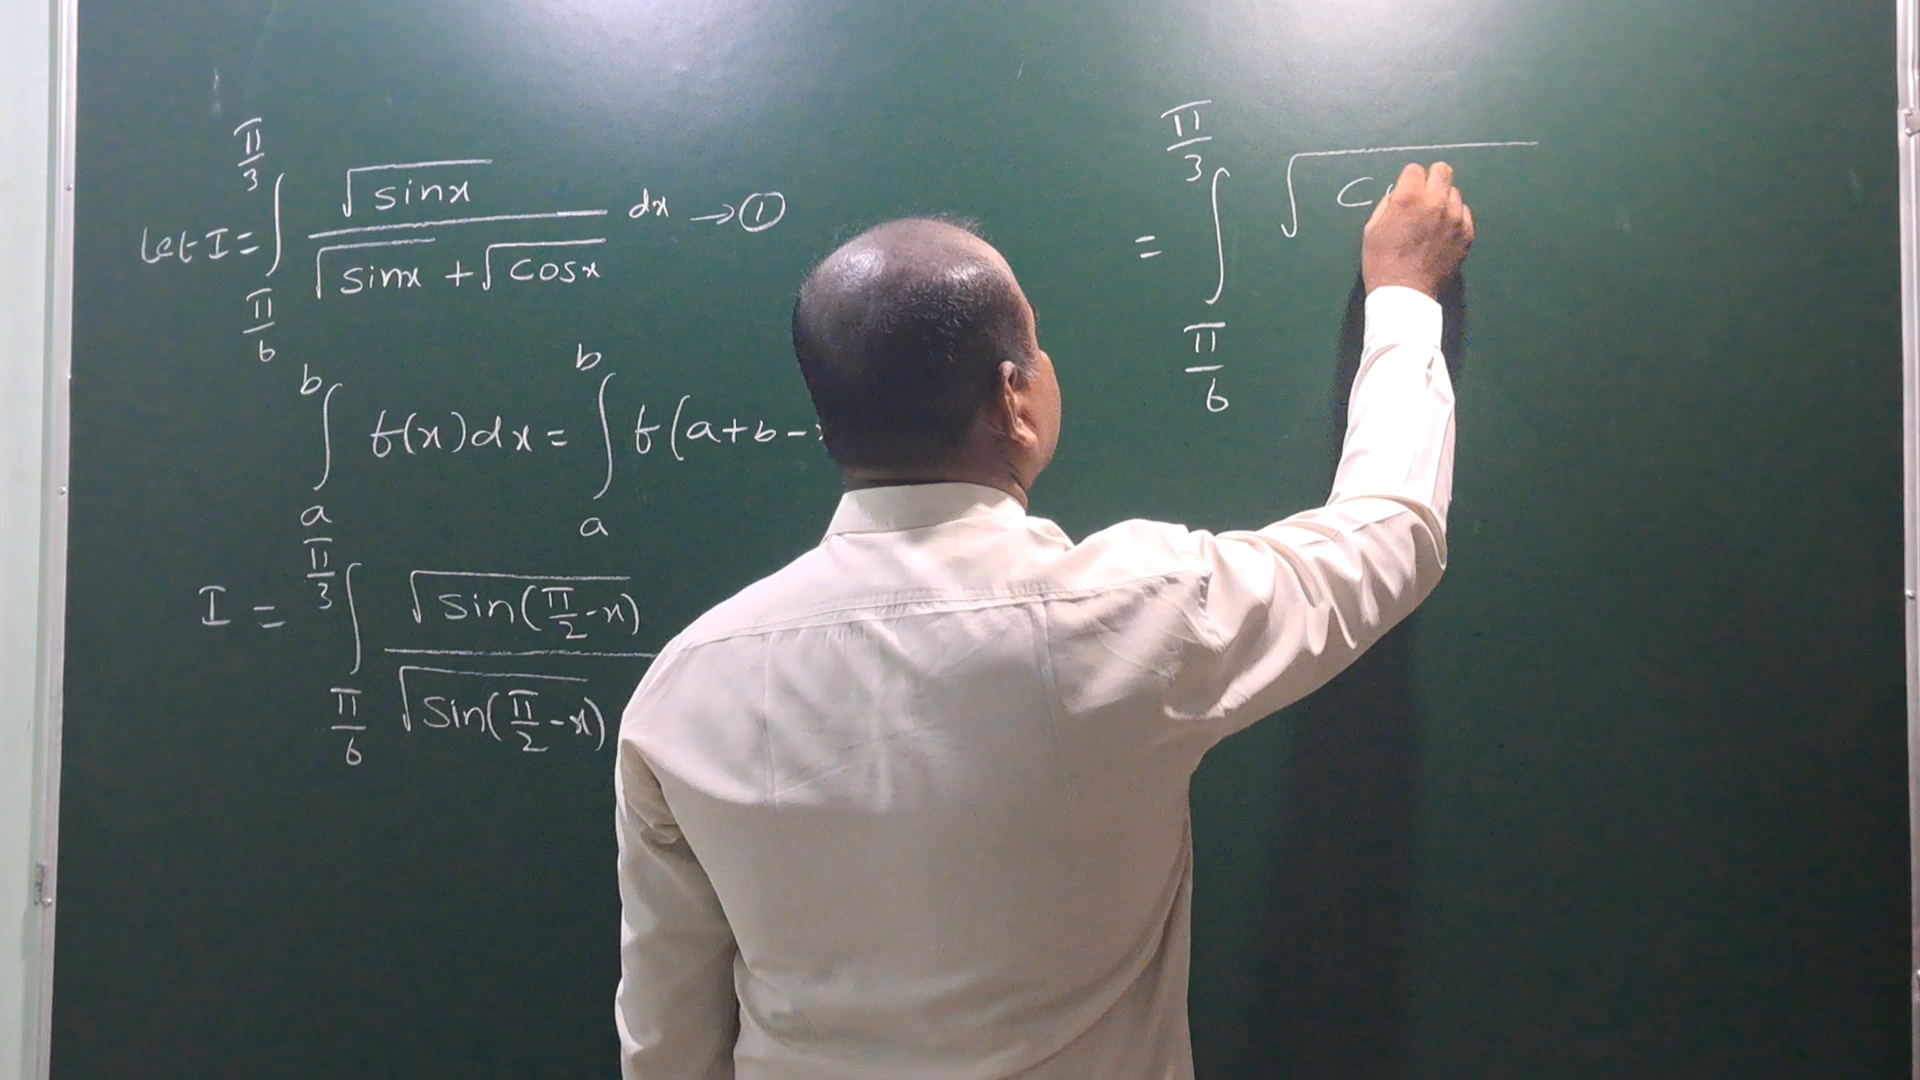 Let I = ∫_{π/6}^{π/3} √sinx / (√sinx + √cosx) dx → ①
∫_a^b f(x)dx = ∫_a^b f(a+b-
I = ∫_{π/6}^{π/3} √sin(π/2-x) / √sin(π/2-x)
= ∫_{π/6}^{π/3} √C